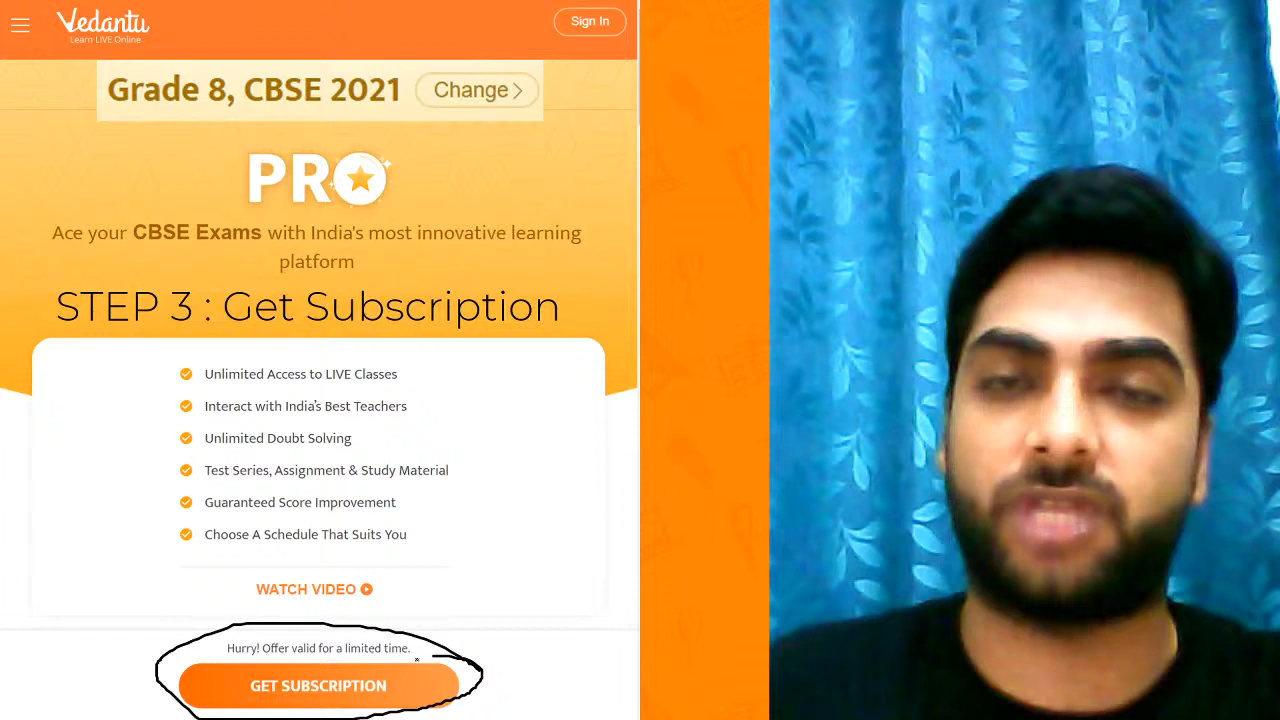 Vedantu
Learn LIVE Online
Sign In
Grade 8, CBSE 2021
Change
PRO
Ace your CBSE Exams with India's most innovative learning
platform
STEP 3 : Get Subscription
Unlimited Access to LIVE Classes
Interact with India's Best Teachers
Unlimited Doubt Solving
Test Series, Assignment & Study Material
Guaranteed Score Improvement
Choose A Schedule That Suits You
WATCH VIDEO
Hurry! Offer valid for a limited time.
GET SUBSCRIPTION